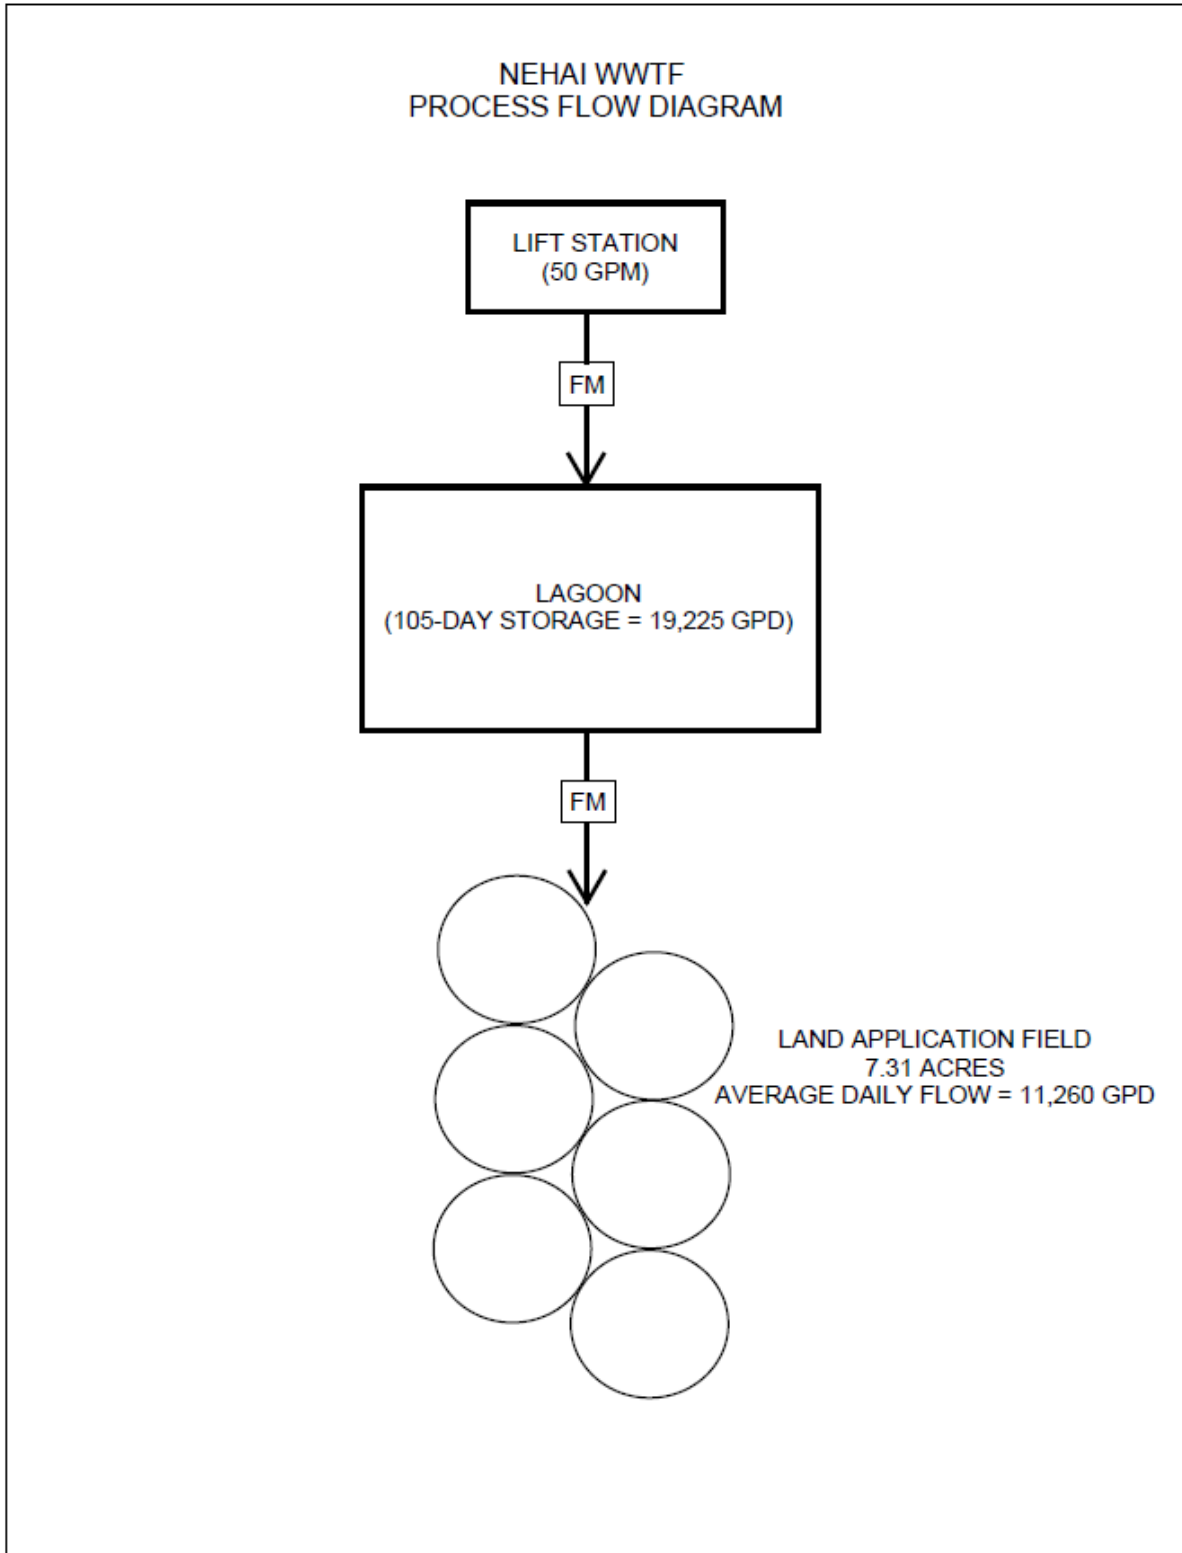 NEHAI WWTF
PROCESS FLOW DIAGRAM
LIFT STATION
(50 GPM)
FM
LAGOON
(105-DAY STORAGE = 19,225 GPD)
FM
LAND APPLICATION FIELD
7.31 ACRES
AVERAGE DAILY FLOW = 11,260 GPD